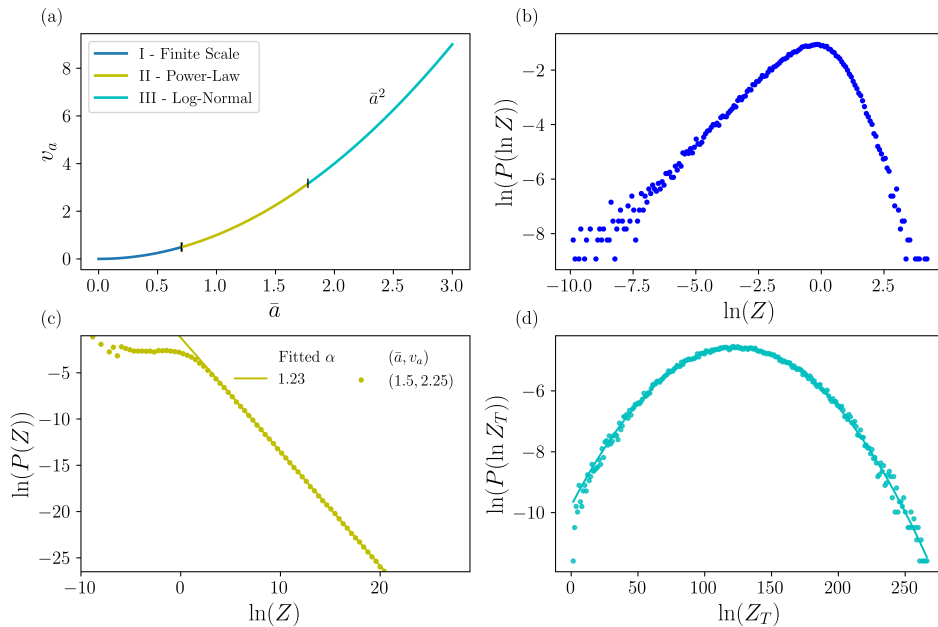 (a)
I - Finite Scale
II - Power-Law
III - Log-Normal
ā²
v_a
8
6
4
2
0
0.0 0.5 1.0 1.5 2.0 2.5 3.0
ā
(b)
ln(P(ln Z))
−2
−4
−6
−8
−10.0 −7.5 −5.0 −2.5 0.0 2.5
ln(Z)
(c)
Fitted α (ā, v_a)
1.23 (1.5, 2.25)
ln(P(Z))
−5
−10
−15
−20
−25
−10 0 10 20
ln(Z)
(d)
ln(P(ln Z_T))
−6
−8
−10
0 50 100 150 200 250
ln(Z_T)